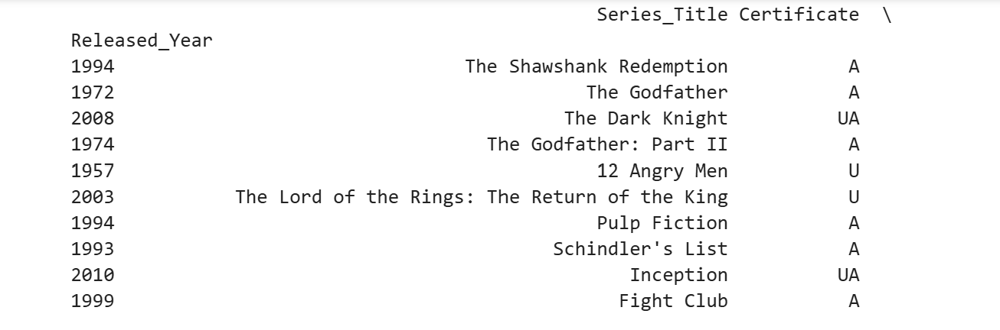 Series_Title Certificate \
Released_Year
1994 The Shawshank Redemption A
1972 The Godfather A
2008 The Dark Knight UA
1974 The Godfather: Part II A
1957 12 Angry Men U
2003 The Lord of the Rings: The Return of the King U
1994 Pulp Fiction A
1993 Schindler's List A
2010 Inception UA
1999 Fight Club A